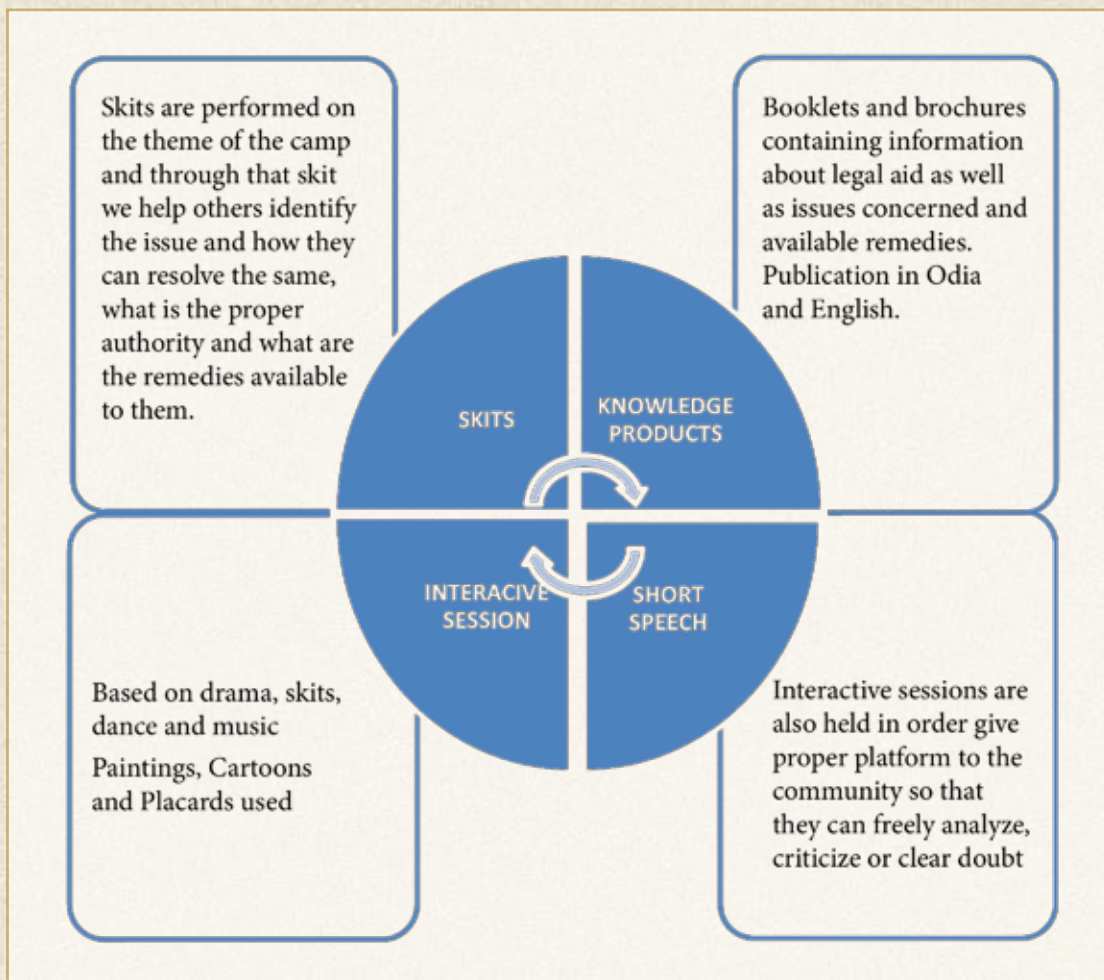 Skits are performed on
the theme of the camp
and through that skit
we help others identify
the issue and how they
can resolve the same,
what is the proper
authority and what are
the remedies available
to them.
Booklets and brochures
containing information
about legal aid as well
as issues concerned and
available remedies.
Publication in Odia
and English.
SKITS
KNOWLEDGE
PRODUCTS
INTERACIVE
SESSION
SHORT
SPEECH
Based on drama, skits,
dance and music
Paintings, Cartoons
and Placards used
Interactive sessions are
also held in order give
proper platform to the
community so that
they can freely analyze,
criticize or clear doubt